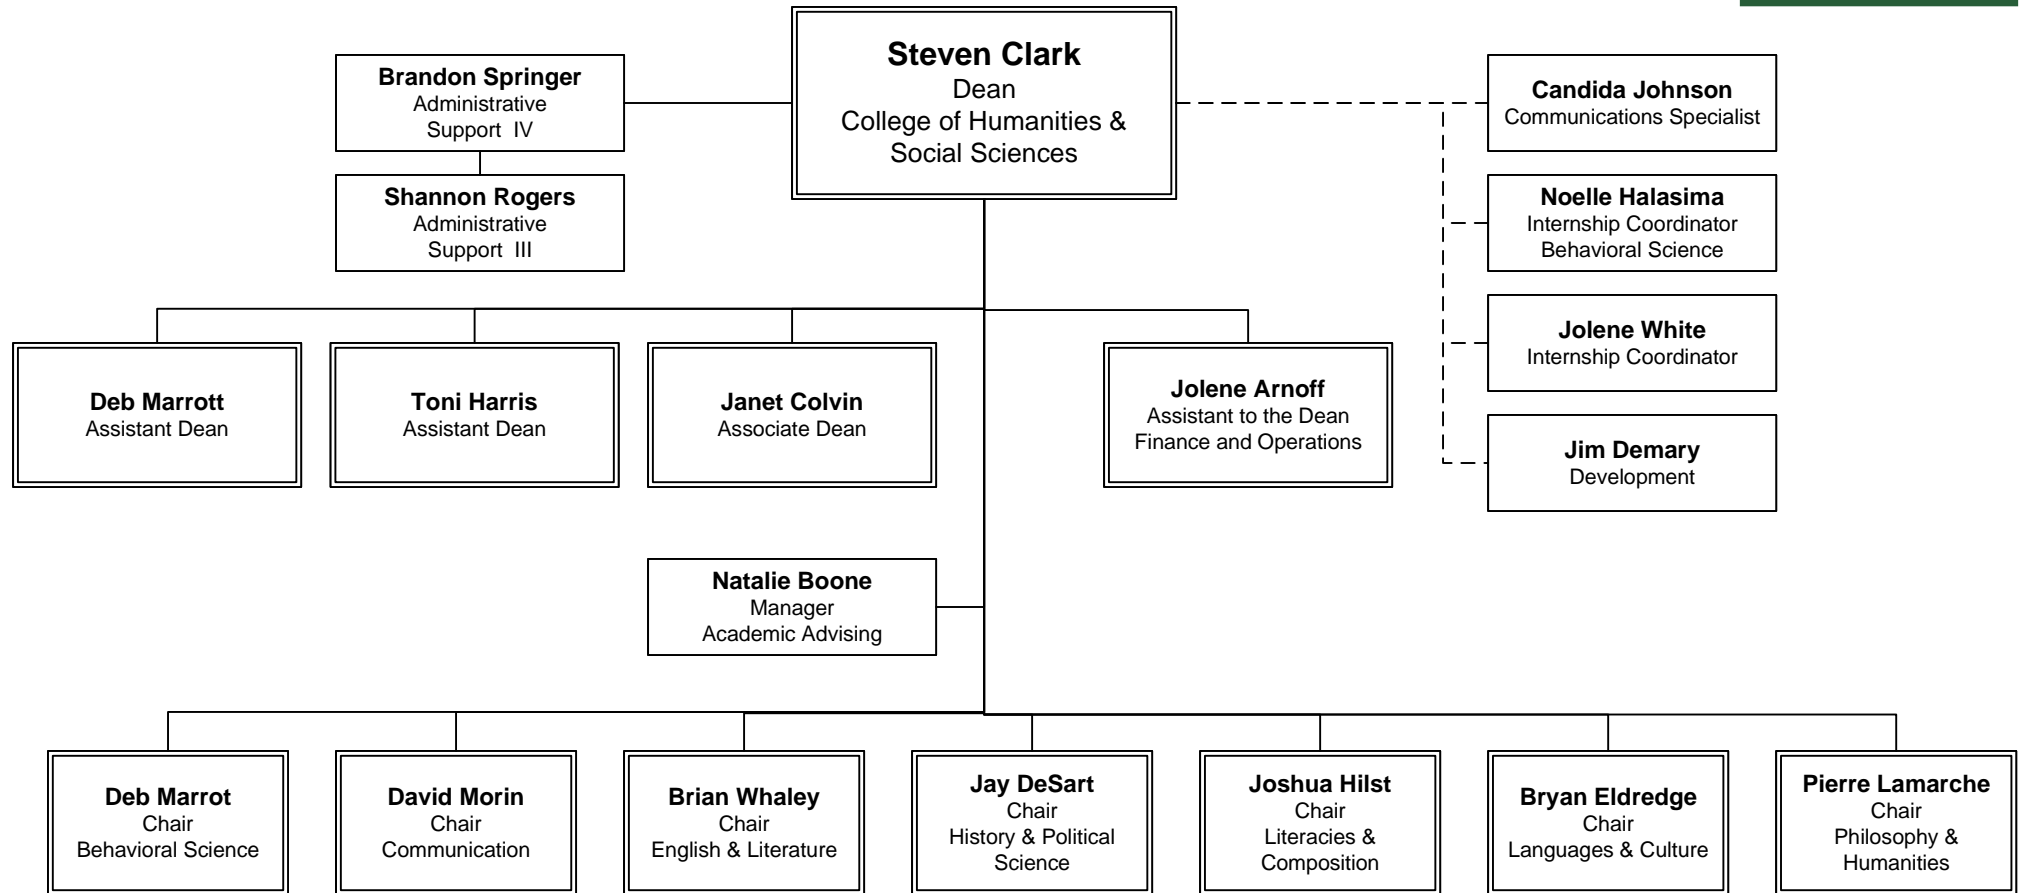 Steven Clark
Dean
College of Humanities &
Social Sciences
Brandon Springer
Administrative
Support IV
Shannon Rogers
Administrative
Support III
Candida Johnson
Communications Specialist
Noelle Halasima
Internship Coordinator
Behavioral Science
Jolene White
Internship Coordinator
Jim Demary
Development
Deb Marrott
Assistant Dean
Toni Harris
Assistant Dean
Janet Colvin
Associate Dean
Jolene Arnoff
Assistant to the Dean
Finance and Operations
Natalie Boone
Manager
Academic Advising
Deb Marrot
Chair
Behavioral Science
David Morin
Chair
Communication
Brian Whaley
Chair
English & Literature
Jay DeSart
Chair
History & Political
Science
Joshua Hilst
Chair
Literacies &
Composition
Bryan Eldredge
Chair
Languages & Culture
Pierre Lamarche
Chair
Philosophy &
Humanities